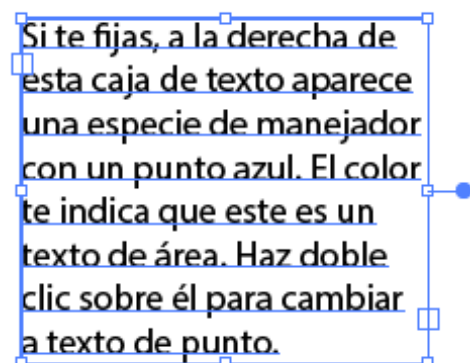 Si te fijas, a la derecha de
esta caja de texto aparece
una especie de manejador
con un punto azul. El color
te indica que este es un
texto de área. Haz doble
clic sobre él para cambiar
a texto de punto.